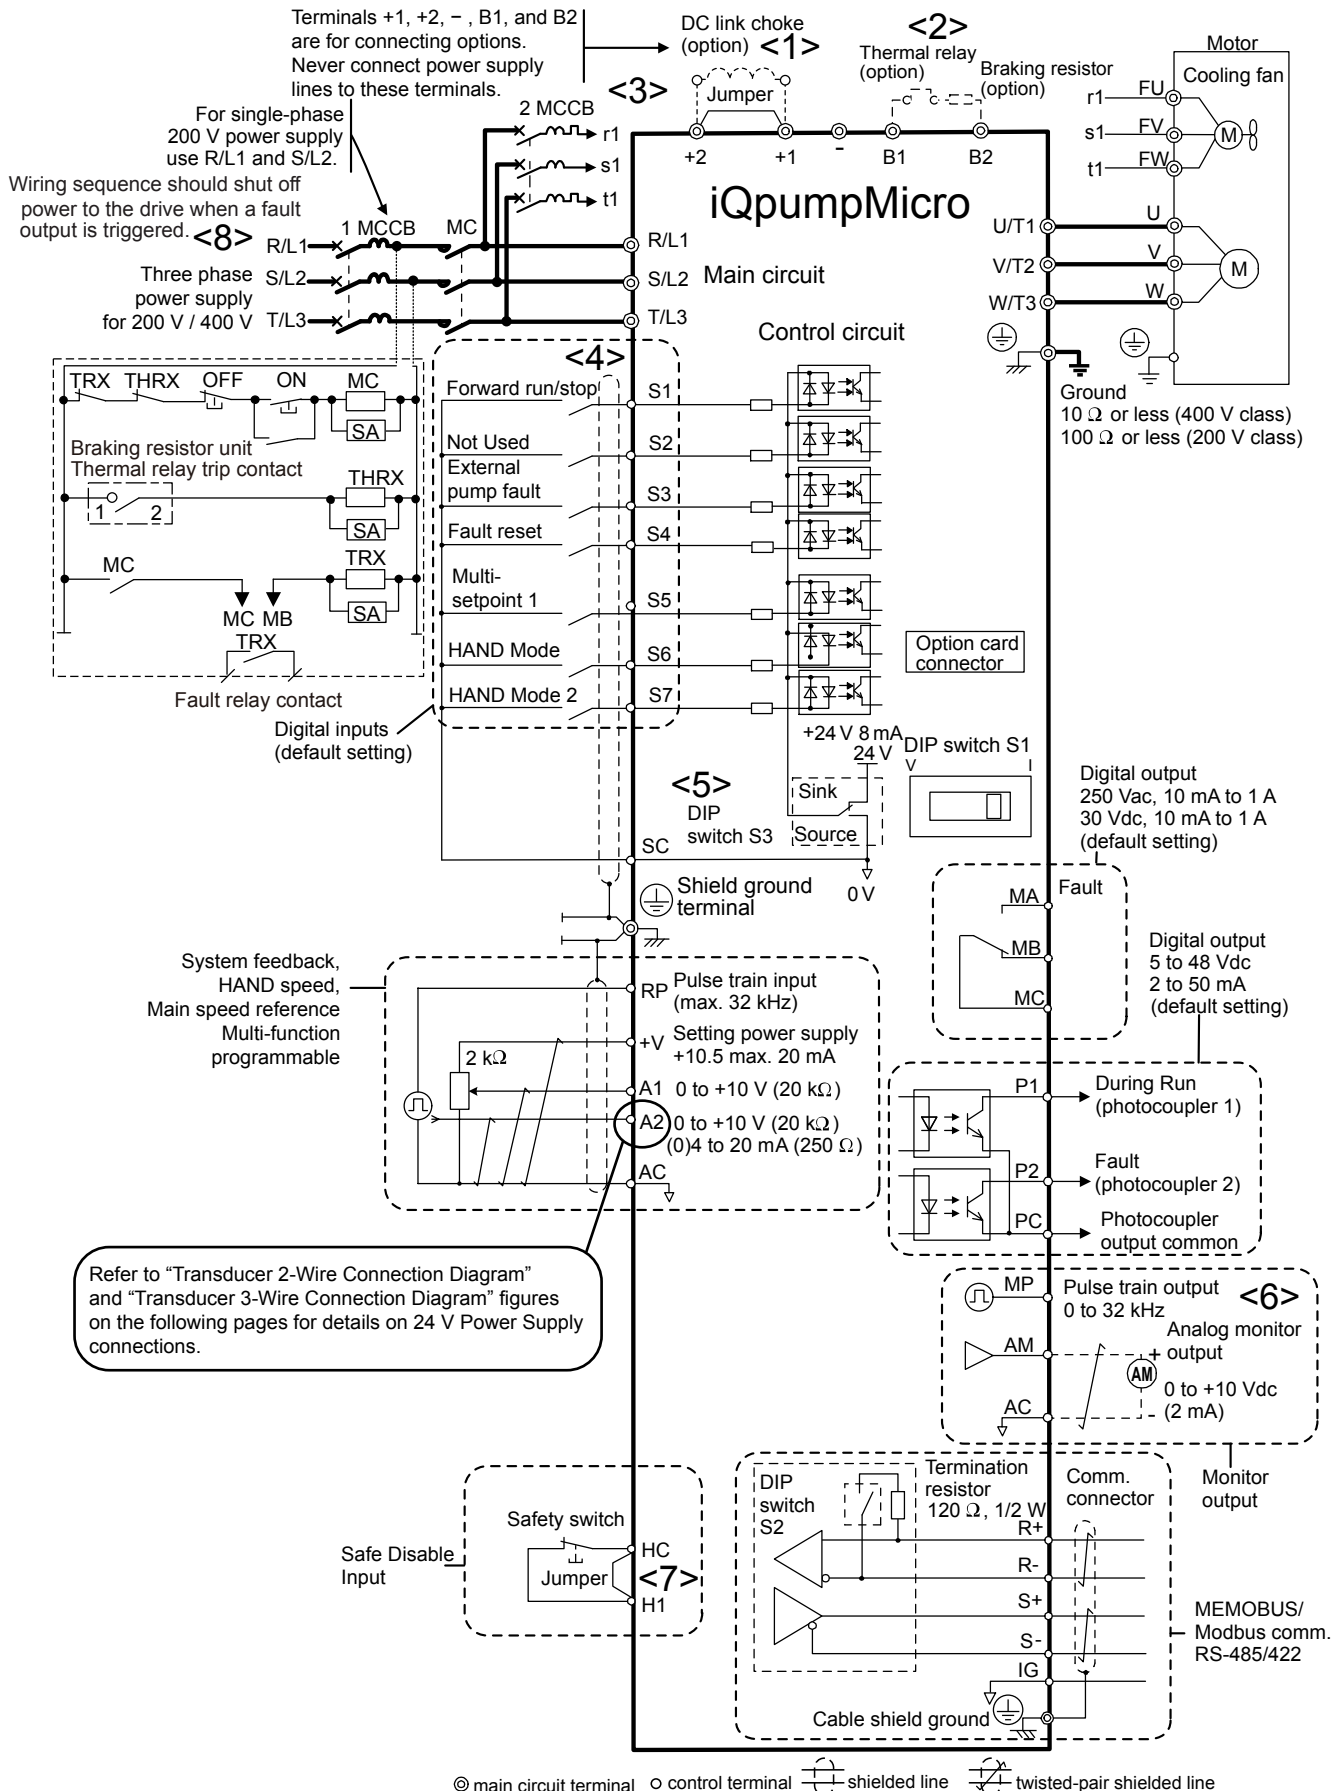 Terminals +1, +2, − , B1, and B2
are for connecting options.
Never connect power supply
lines to these terminals.
DC link choke
(option) <1>
Jumper
<2>
Thermal relay
(option)
Braking resistor
(option)
Motor
Cooling fan
r1 FU
s1 FV
t1 FW
M
<3>
2 MCCB
r1
s1
t1
For single-phase
200 V power supply
use R/L1 and S/L2.
Wiring sequence should shut off
power to the drive when a fault
output is triggered. <8>
+2 +1 - B1 B2
iQpumpMicro
1 MCCB MC
R/L1 R/L1
S/L2 S/L2
T/L3 T/L3
Three phase
power supply
for 200 V / 400 V
Main circuit
Control circuit
U/T1 U
V/T2 V
W/T3 W
M
Ground
10 Ω or less (400 V class)
100 Ω or less (200 V class)
TRX THRX OFF ON MC
SA
Braking resistor unit
Thermal relay trip contact
1 2
THRX
SA
MC
TRX
SA
MC MB
TRX
Fault relay contact
<4>
Forward run/stop S1
Not Used S2
External
pump fault S3
Fault reset S4
Multi-
setpoint 1 S5
HAND Mode S6
HAND Mode 2 S7
Digital inputs
(default setting)
Option card
connector
+24 V 8 mA
24 V
DIP switch S1
V I
<5>
DIP
switch S3
Sink
Source
SC
0 V
Shield ground
terminal
Digital output
250 Vac, 10 mA to 1 A
30 Vdc, 10 mA to 1 A
(default setting)
MA Fault
MB
MC
Digital output
5 to 48 Vdc
2 to 50 mA
(default setting)
System feedback,
HAND speed,
Main speed reference
Multi-function
programmable
RP Pulse train input
(max. 32 kHz)
+V Setting power supply
+10.5 max. 20 mA
2 kΩ
A1 0 to +10 V (20 kΩ)
A2 0 to +10 V (20 kΩ)
(0)4 to 20 mA (250 Ω)
AC
P1 During Run
(photocoupler 1)
P2 Fault
(photocoupler 2)
PC Photocoupler
output common
Refer to “Transducer 2-Wire Connection Diagram”
and “Transducer 3-Wire Connection Diagram” figures
on the following pages for details on 24 V Power Supply
connections.
MP Pulse train output
0 to 32 kHz
<6>
AM
Analog monitor
+ output
AM
0 to +10 Vdc
- (2 mA)
AC
Monitor
output
Safe Disable
Input
Safety switch
Jumper
HC
<7>
H1
DIP
switch
S2
Termination
resistor
120 Ω, 1/2 W
Comm.
connector
R+
R-
S+
S-
IG
Cable shield ground
MEMOBUS/
Modbus comm.
RS-485/422
main circuit terminal control terminal shielded line twisted-pair shielded line